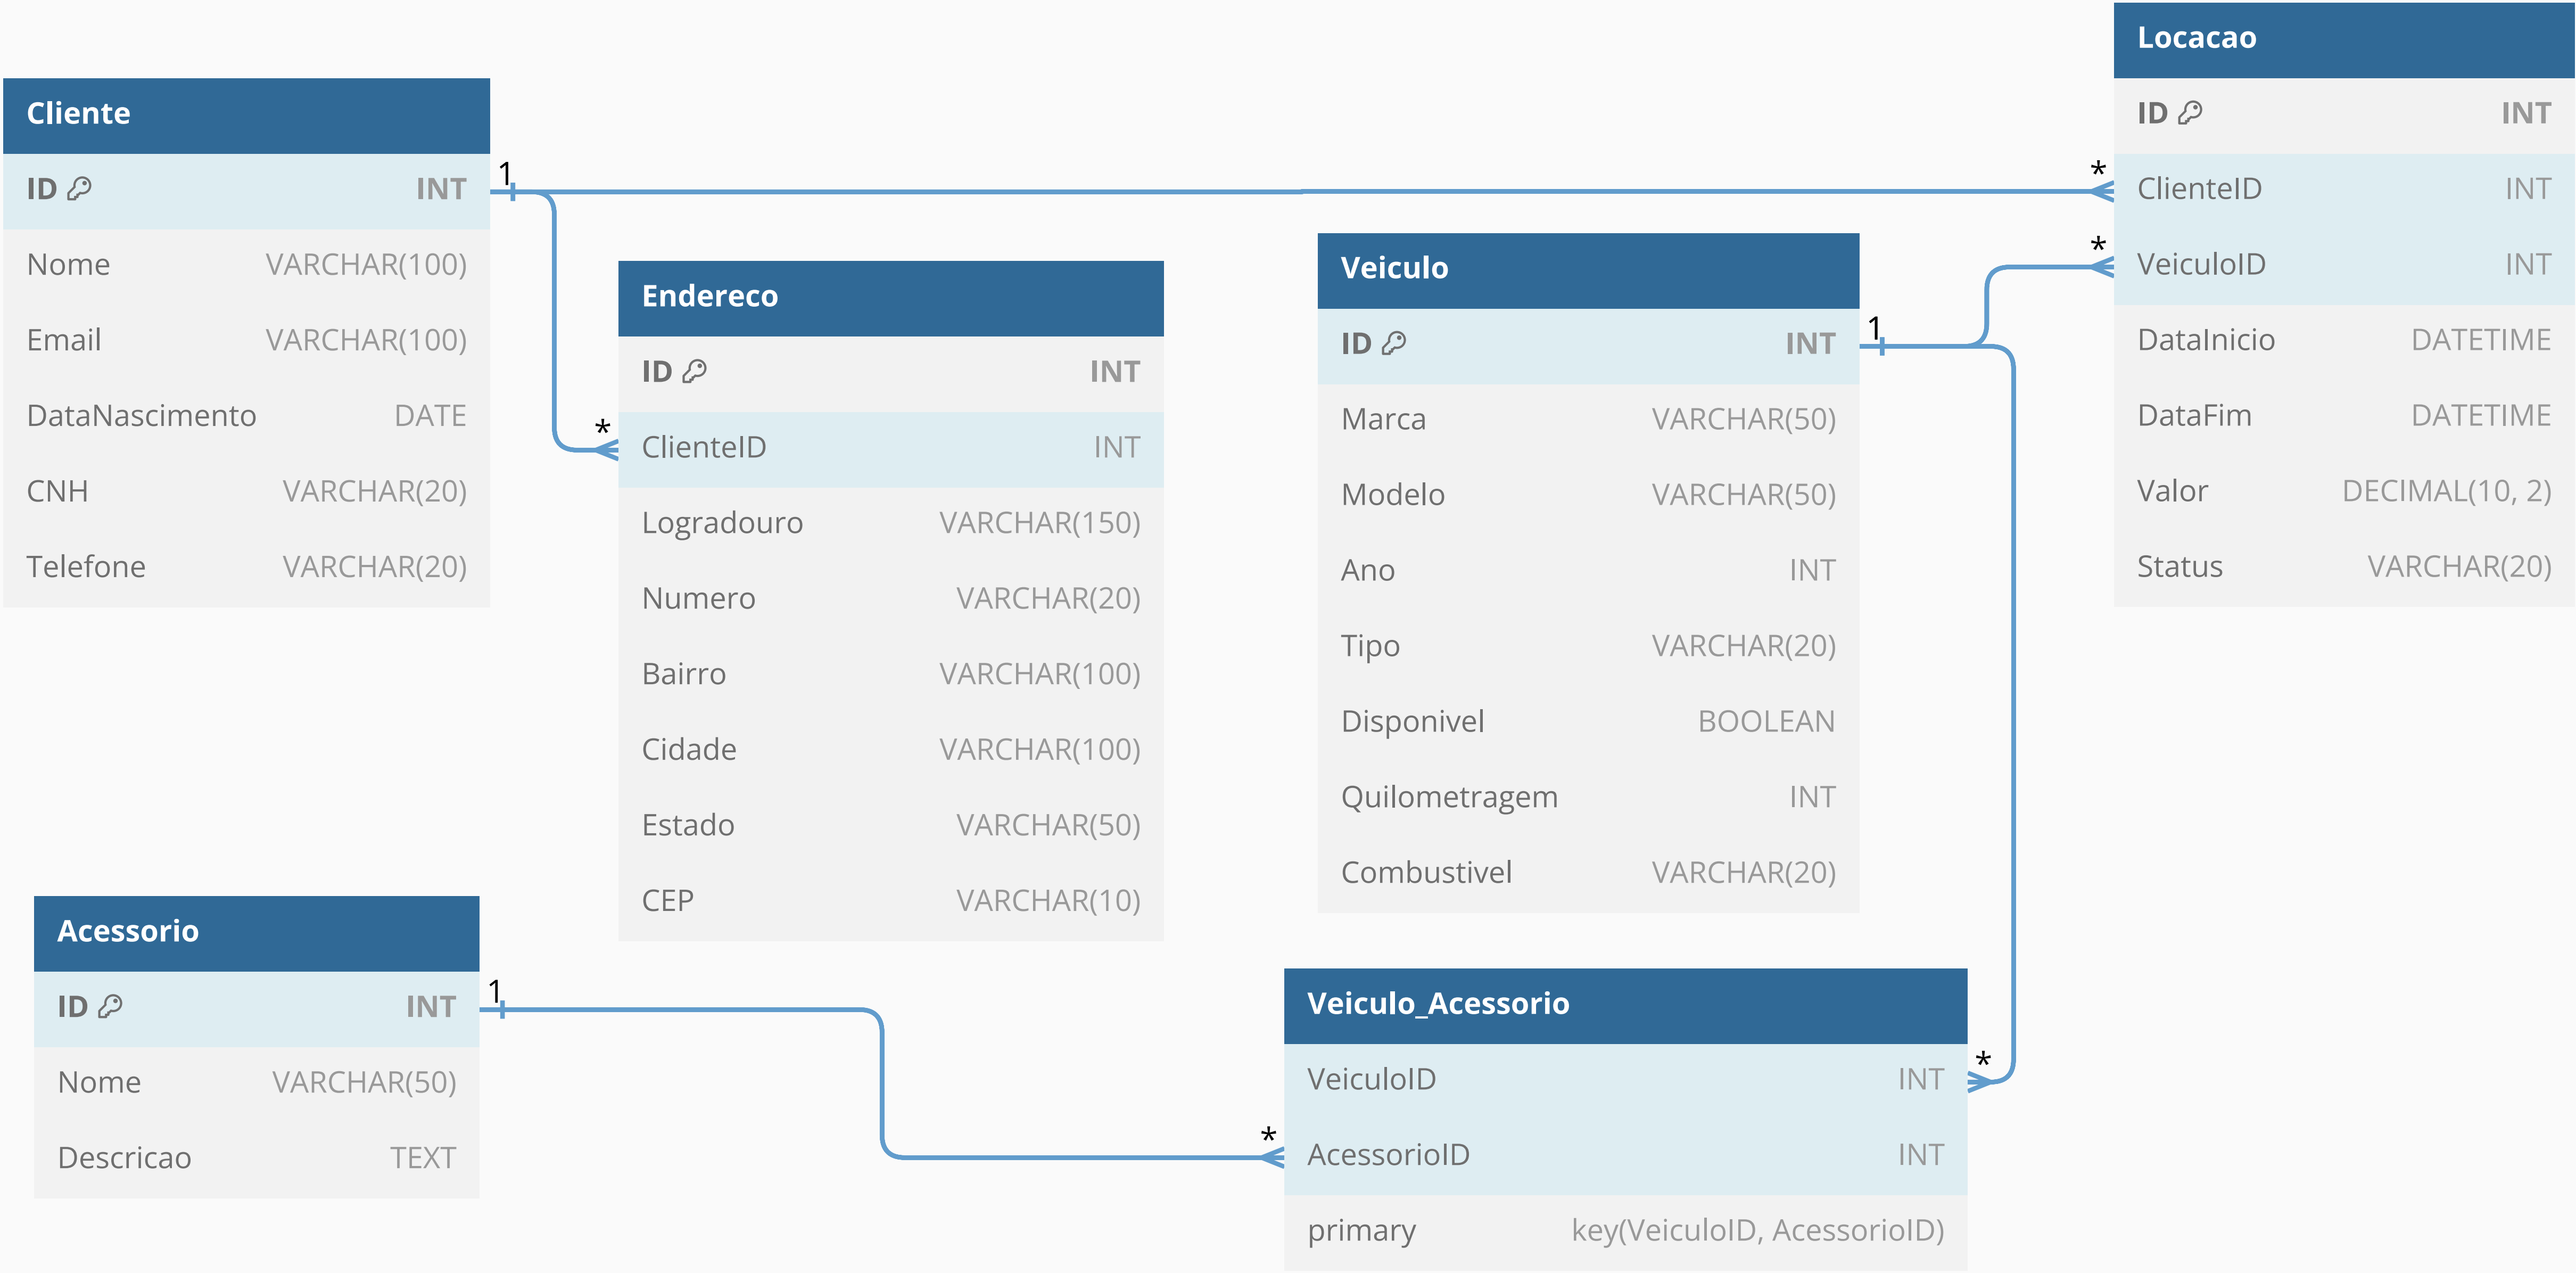 Cliente
ID INT
Nome VARCHAR(100)
Email VARCHAR(100)
DataNascimento DATE
CNH VARCHAR(20)
Telefone VARCHAR(20)
1
*
*
Endereco
ID INT
ClienteID INT
Logradouro VARCHAR(150)
Numero VARCHAR(20)
Bairro VARCHAR(100)
Cidade VARCHAR(100)
Estado VARCHAR(50)
CEP VARCHAR(10)
Veiculo
ID INT
Marca VARCHAR(50)
Modelo VARCHAR(50)
Ano INT
Tipo VARCHAR(20)
Disponivel BOOLEAN
Quilometragem INT
Combustivel VARCHAR(20)
1
*
*
Locacao
ID INT
ClienteID INT
VeiculoID INT
DataInicio DATETIME
DataFim DATETIME
Valor DECIMAL(10, 2)
Status VARCHAR(20)
Acessorio
ID INT
Nome VARCHAR(50)
Descricao TEXT
1
*
Veiculo_Acessorio
VeiculoID INT
AcessorioID INT
primary key(VeiculoID, AcessorioID)